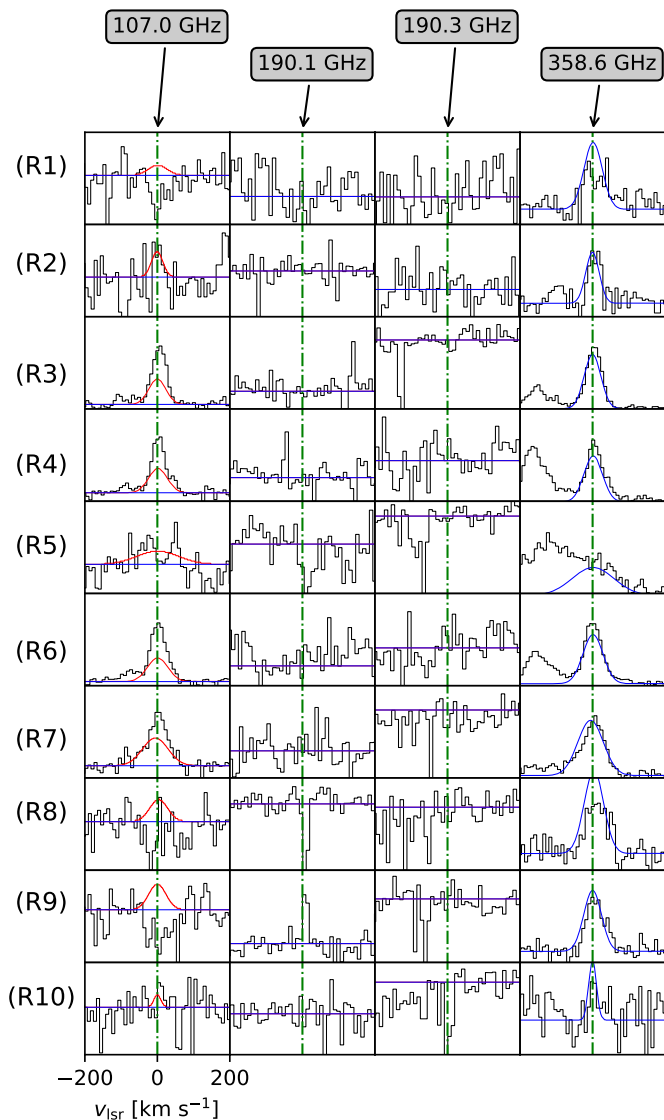 107.0 GHz
190.3 GHz
190.1 GHz
358.6 GHz
(R1)
(R2)
(R3)
(R4)
(R5)
(R6)
(R7)
(R8)
(R9)
(R10)
−200 0 200
v_lsr [km s⁻¹]